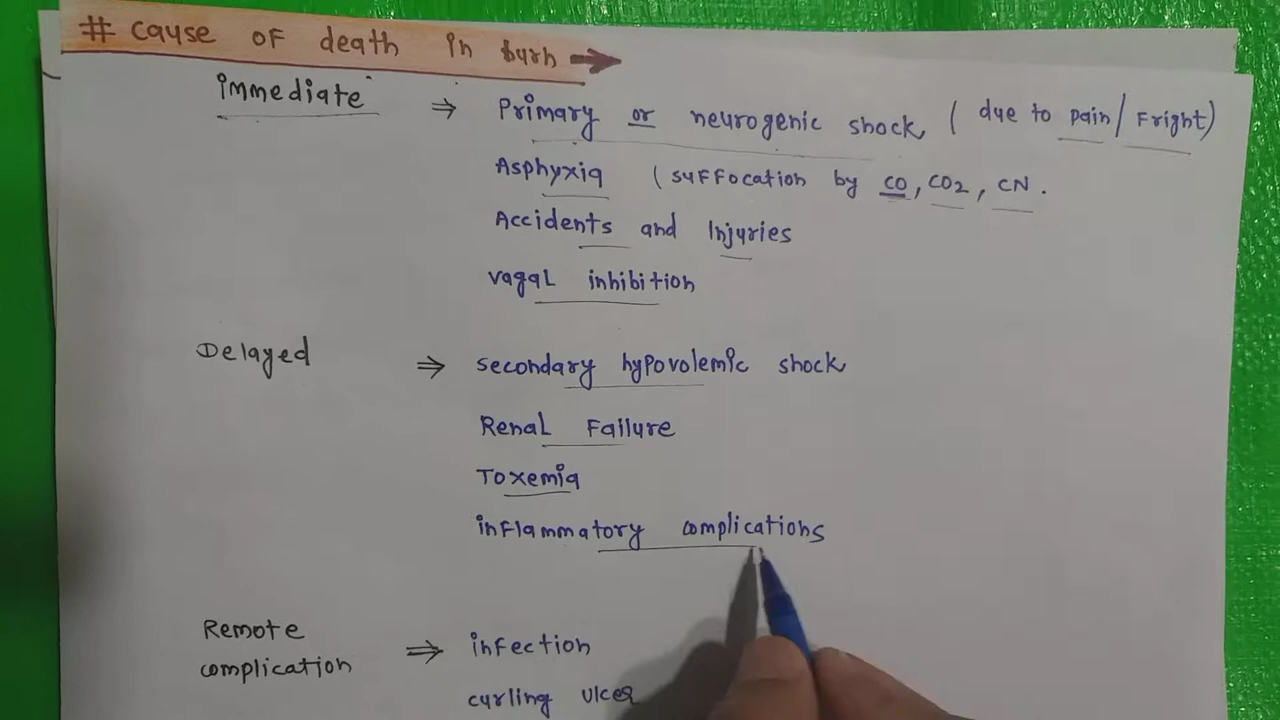 # Cause OF death in burn →
immediate ⇒ Primary or neurogenic shock ( due to pain/Fright)
Asphyxia (suffocation by CO, CO2, CN.
Accidents and Injuries
vagal inhibition
Delayed ⇒ secondary hypovolemic shock
Renal Failure
Toxemia
inflammatory complications
Remote complication ⇒ infection
curling ulcer